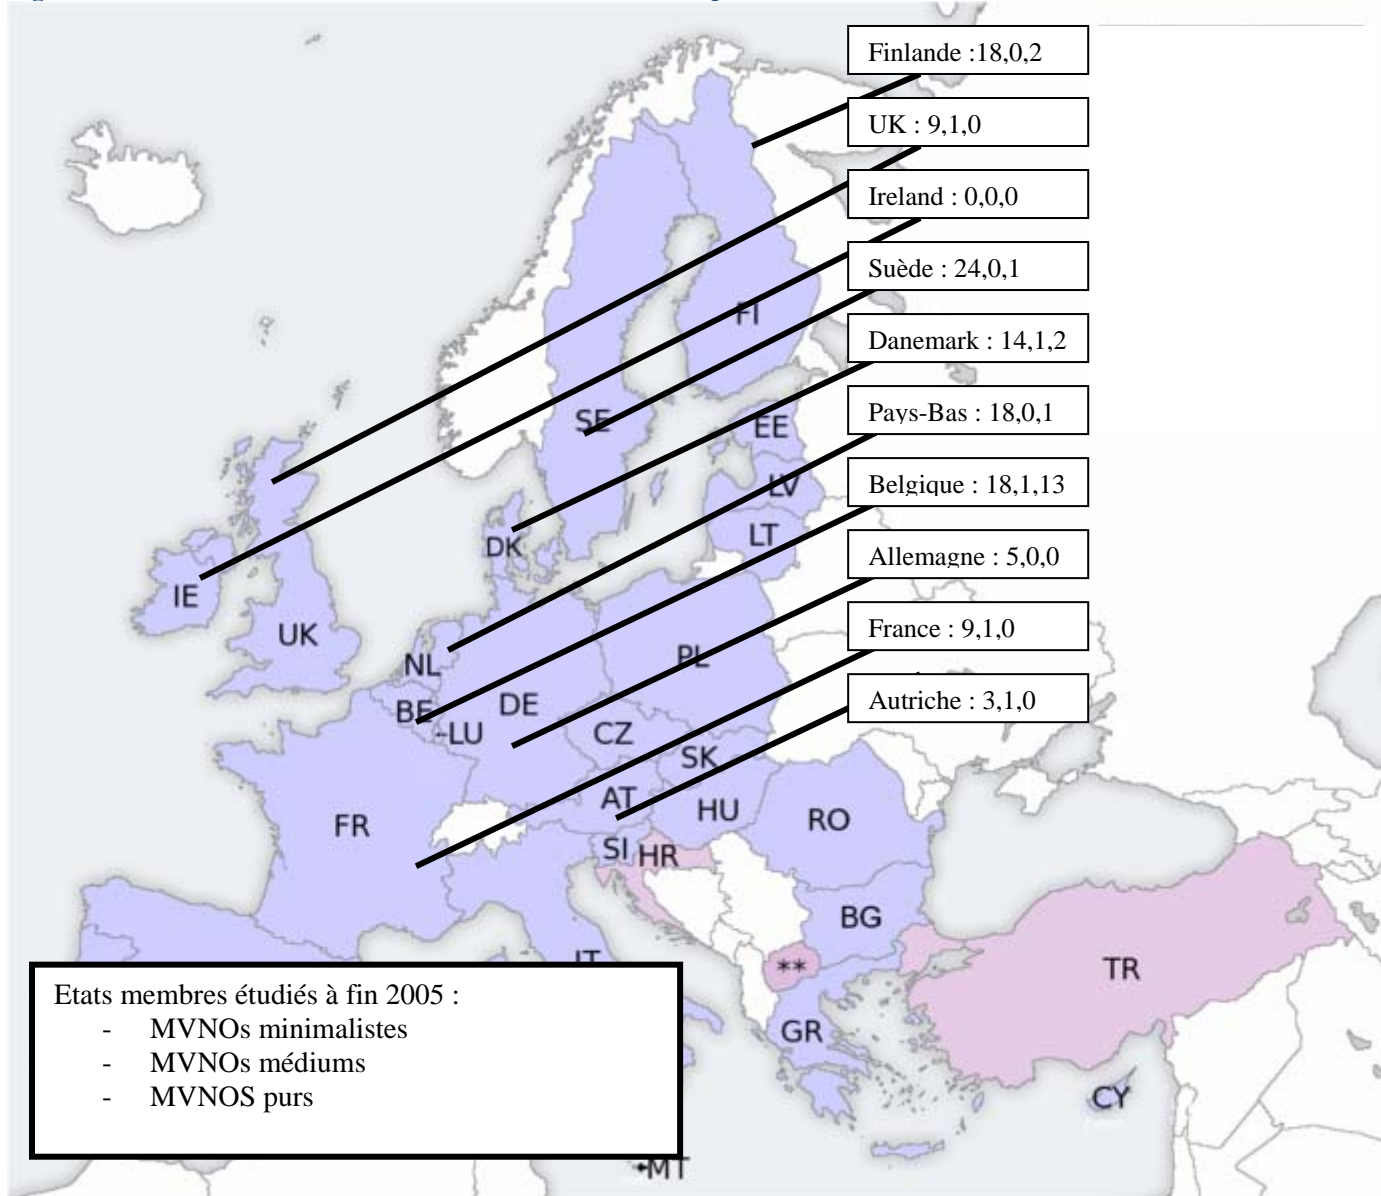 Finlande :18,0,2
UK : 9,1,0
Ireland : 0,0,0
Suède : 24,0,1
Danemark : 14,1,2
Pays-Bas : 18,0,1
Belgique : 18,1,13
Allemagne : 5,0,0
France : 9,1,0
Autriche : 3,1,0
FI
SE
EE
LV
LT
DK
IE
UK
NL
PL
BE
DE
-LU
CZ
SK
AT
HU
FR
RO
SI
HR
BG
IT
**
TR
GR
CY
MT
Etats membres étudiés à fin 2005 :
- MVNOs minimalistes
- MVNOs médiums
- MVNOS purs